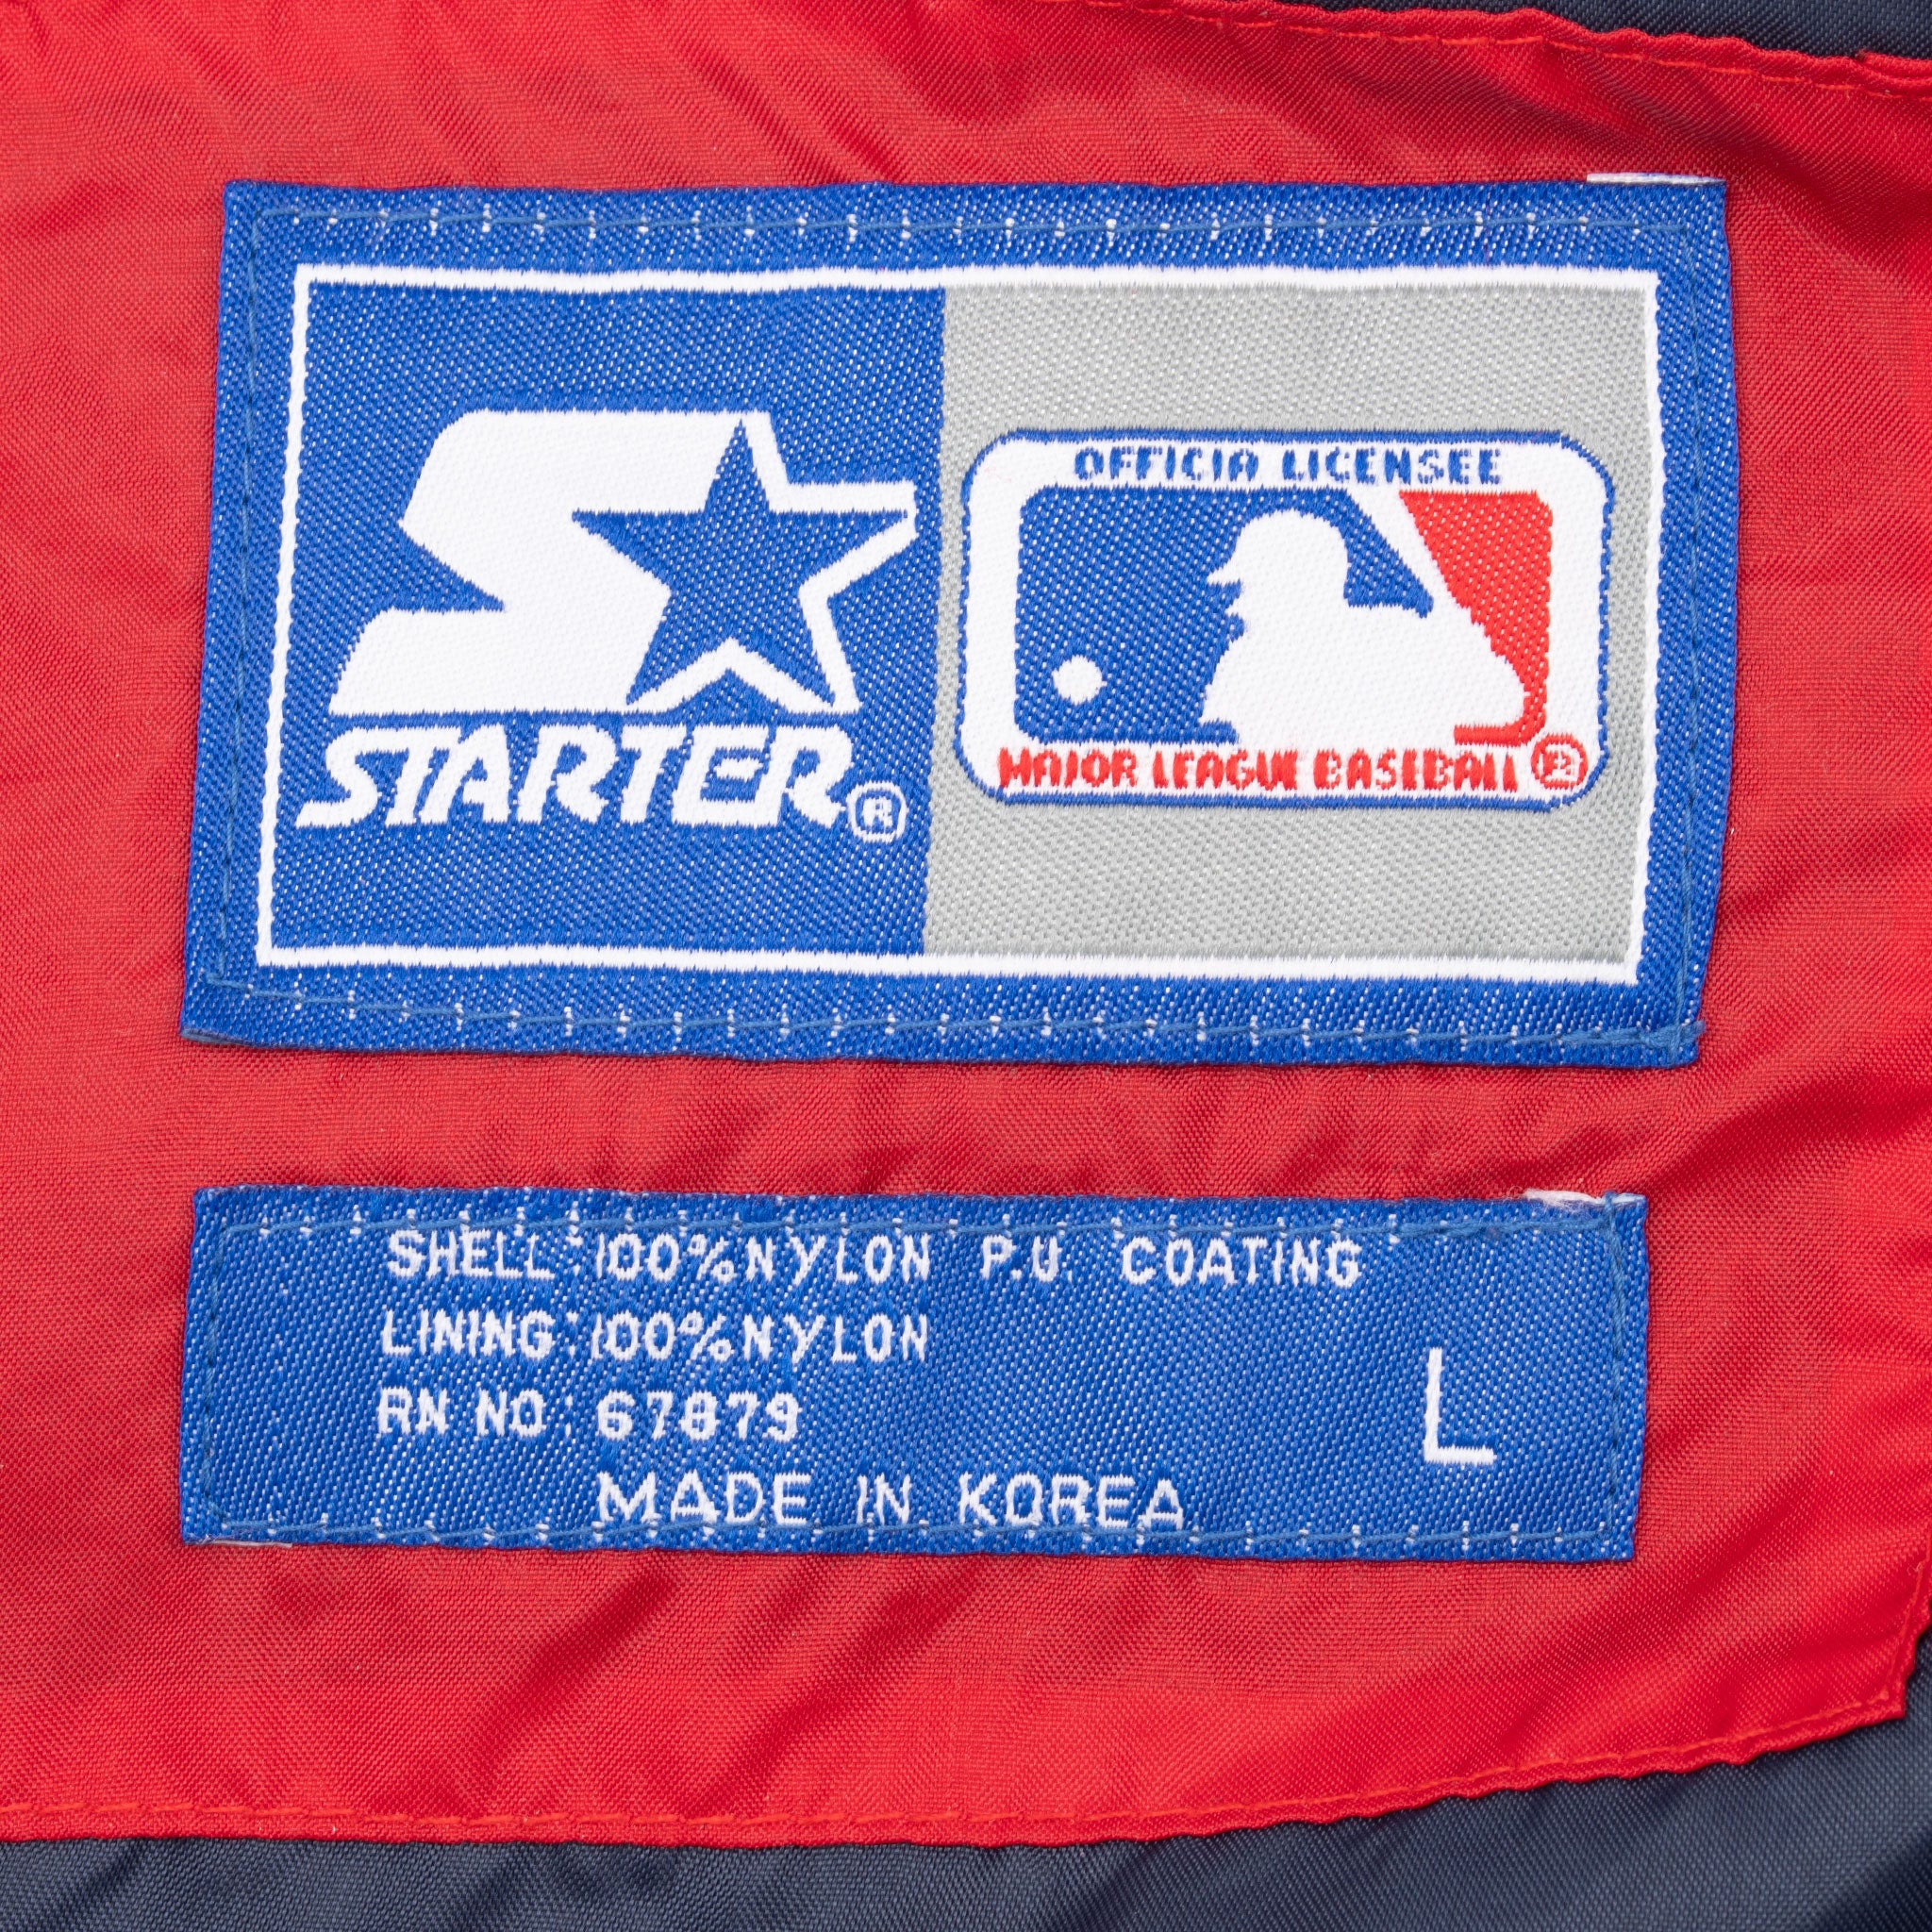 STARTER®
OFFICIA LICENSEE
MAJOR LEAGUE BASEBALL ®
SHELL:100%NYLON P.U. COATING
LINING:100%NYLON
RN NO: 67879
MADE IN KOREA
L